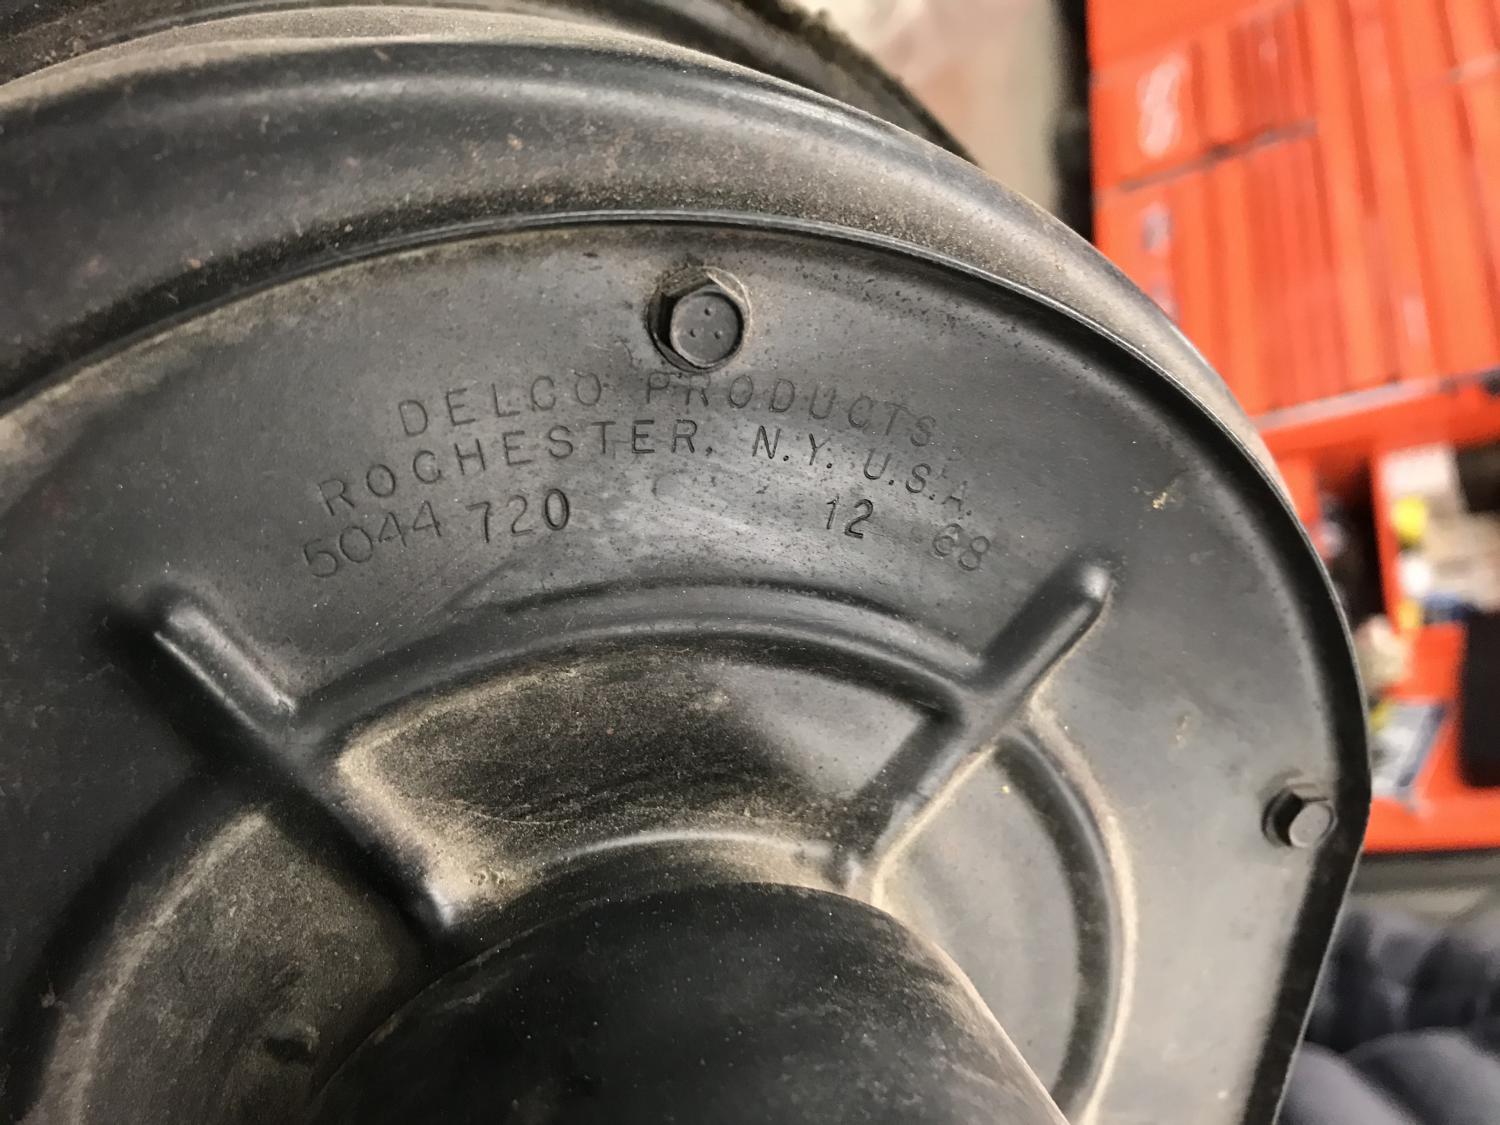 DELCO PRODUCTS
ROCHESTER, N.Y. U.S.A.
5044 720 12 68